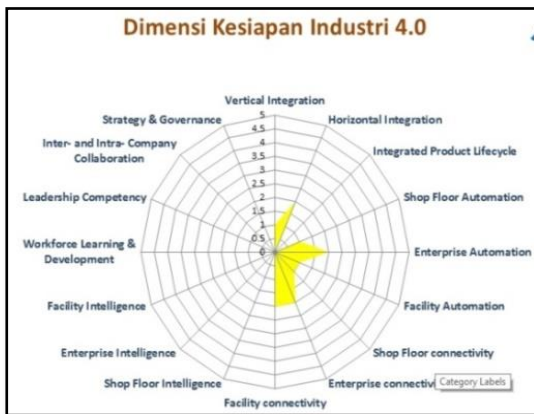 Dimensi Kesiapan Industri 4.0
Vertical Integration
Strategy & Governance
Horizontal Integration
Inter- and Intra- Company
Collaboration
Integrated Product Lifecycle
Leadership Competency
Shop Floor Automation
Workforce Learning &
Development
Enterprise Automation
Facility Intelligence
Facility Automation
Enterprise Intelligence
Shop Floor connectivity
Shop Floor Intelligence
Enterprise connectivi
Category Labels
Facility connectivity
5
4.5
4
3.5
3
2.5
2
1.5
1
0.5
0